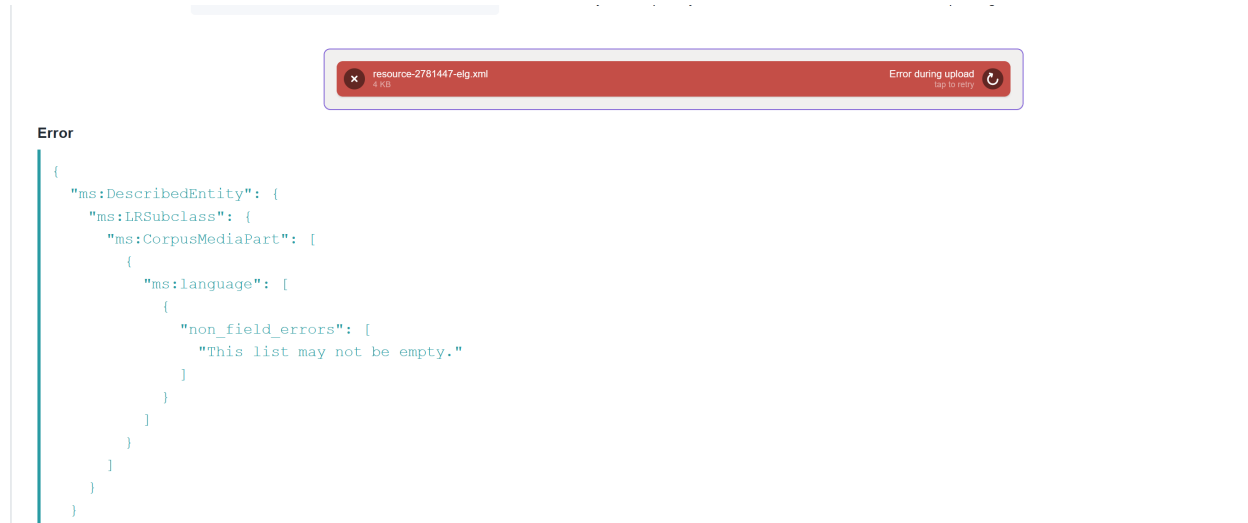 resource-2781447-elg.xml
4 KB
Error during upload
tap to retry
Error
{
"ms:DescribedEntity": {
"ms:LRSubclass": {
"ms:CorpusMediaPart": [
{
"ms:language": [
{
"non_field_errors": [
"This list may not be empty."
]
}
]
}
]
}
}